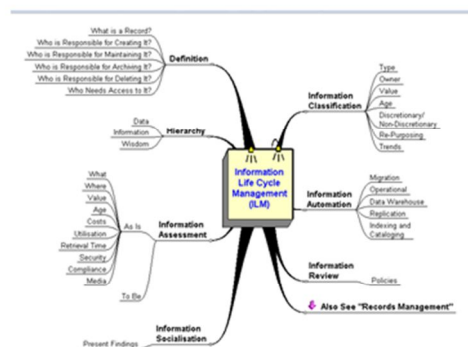 What is a Record?
Who is Responsible for Creating It?
Who is Responsible for Maintaining It?
Who is Responsible for Archiving It?
Who is Responsible for Deleting It?
Who Needs Access to It?
Definition
Data
Information
Wisdom
Hierarchy
What
Where
Value
Age
Costs
Utilisation
Retrieval Time
Security
Compliance
Media
As Is
To Be
Information
Assessment
Present Findings
Information
Socialisation
Information
Life Cycle
Management
(ILM)
Information
Classification
Type
Owner
Value
Age
Discretionary/
Non-Discretionary
Re-Purposing
Trends
Information
Automation
Migration
Operational
Data Warehouse
Replication
Indexing and
Cataloging
Information
Review
Policies
Also See "Records Management"